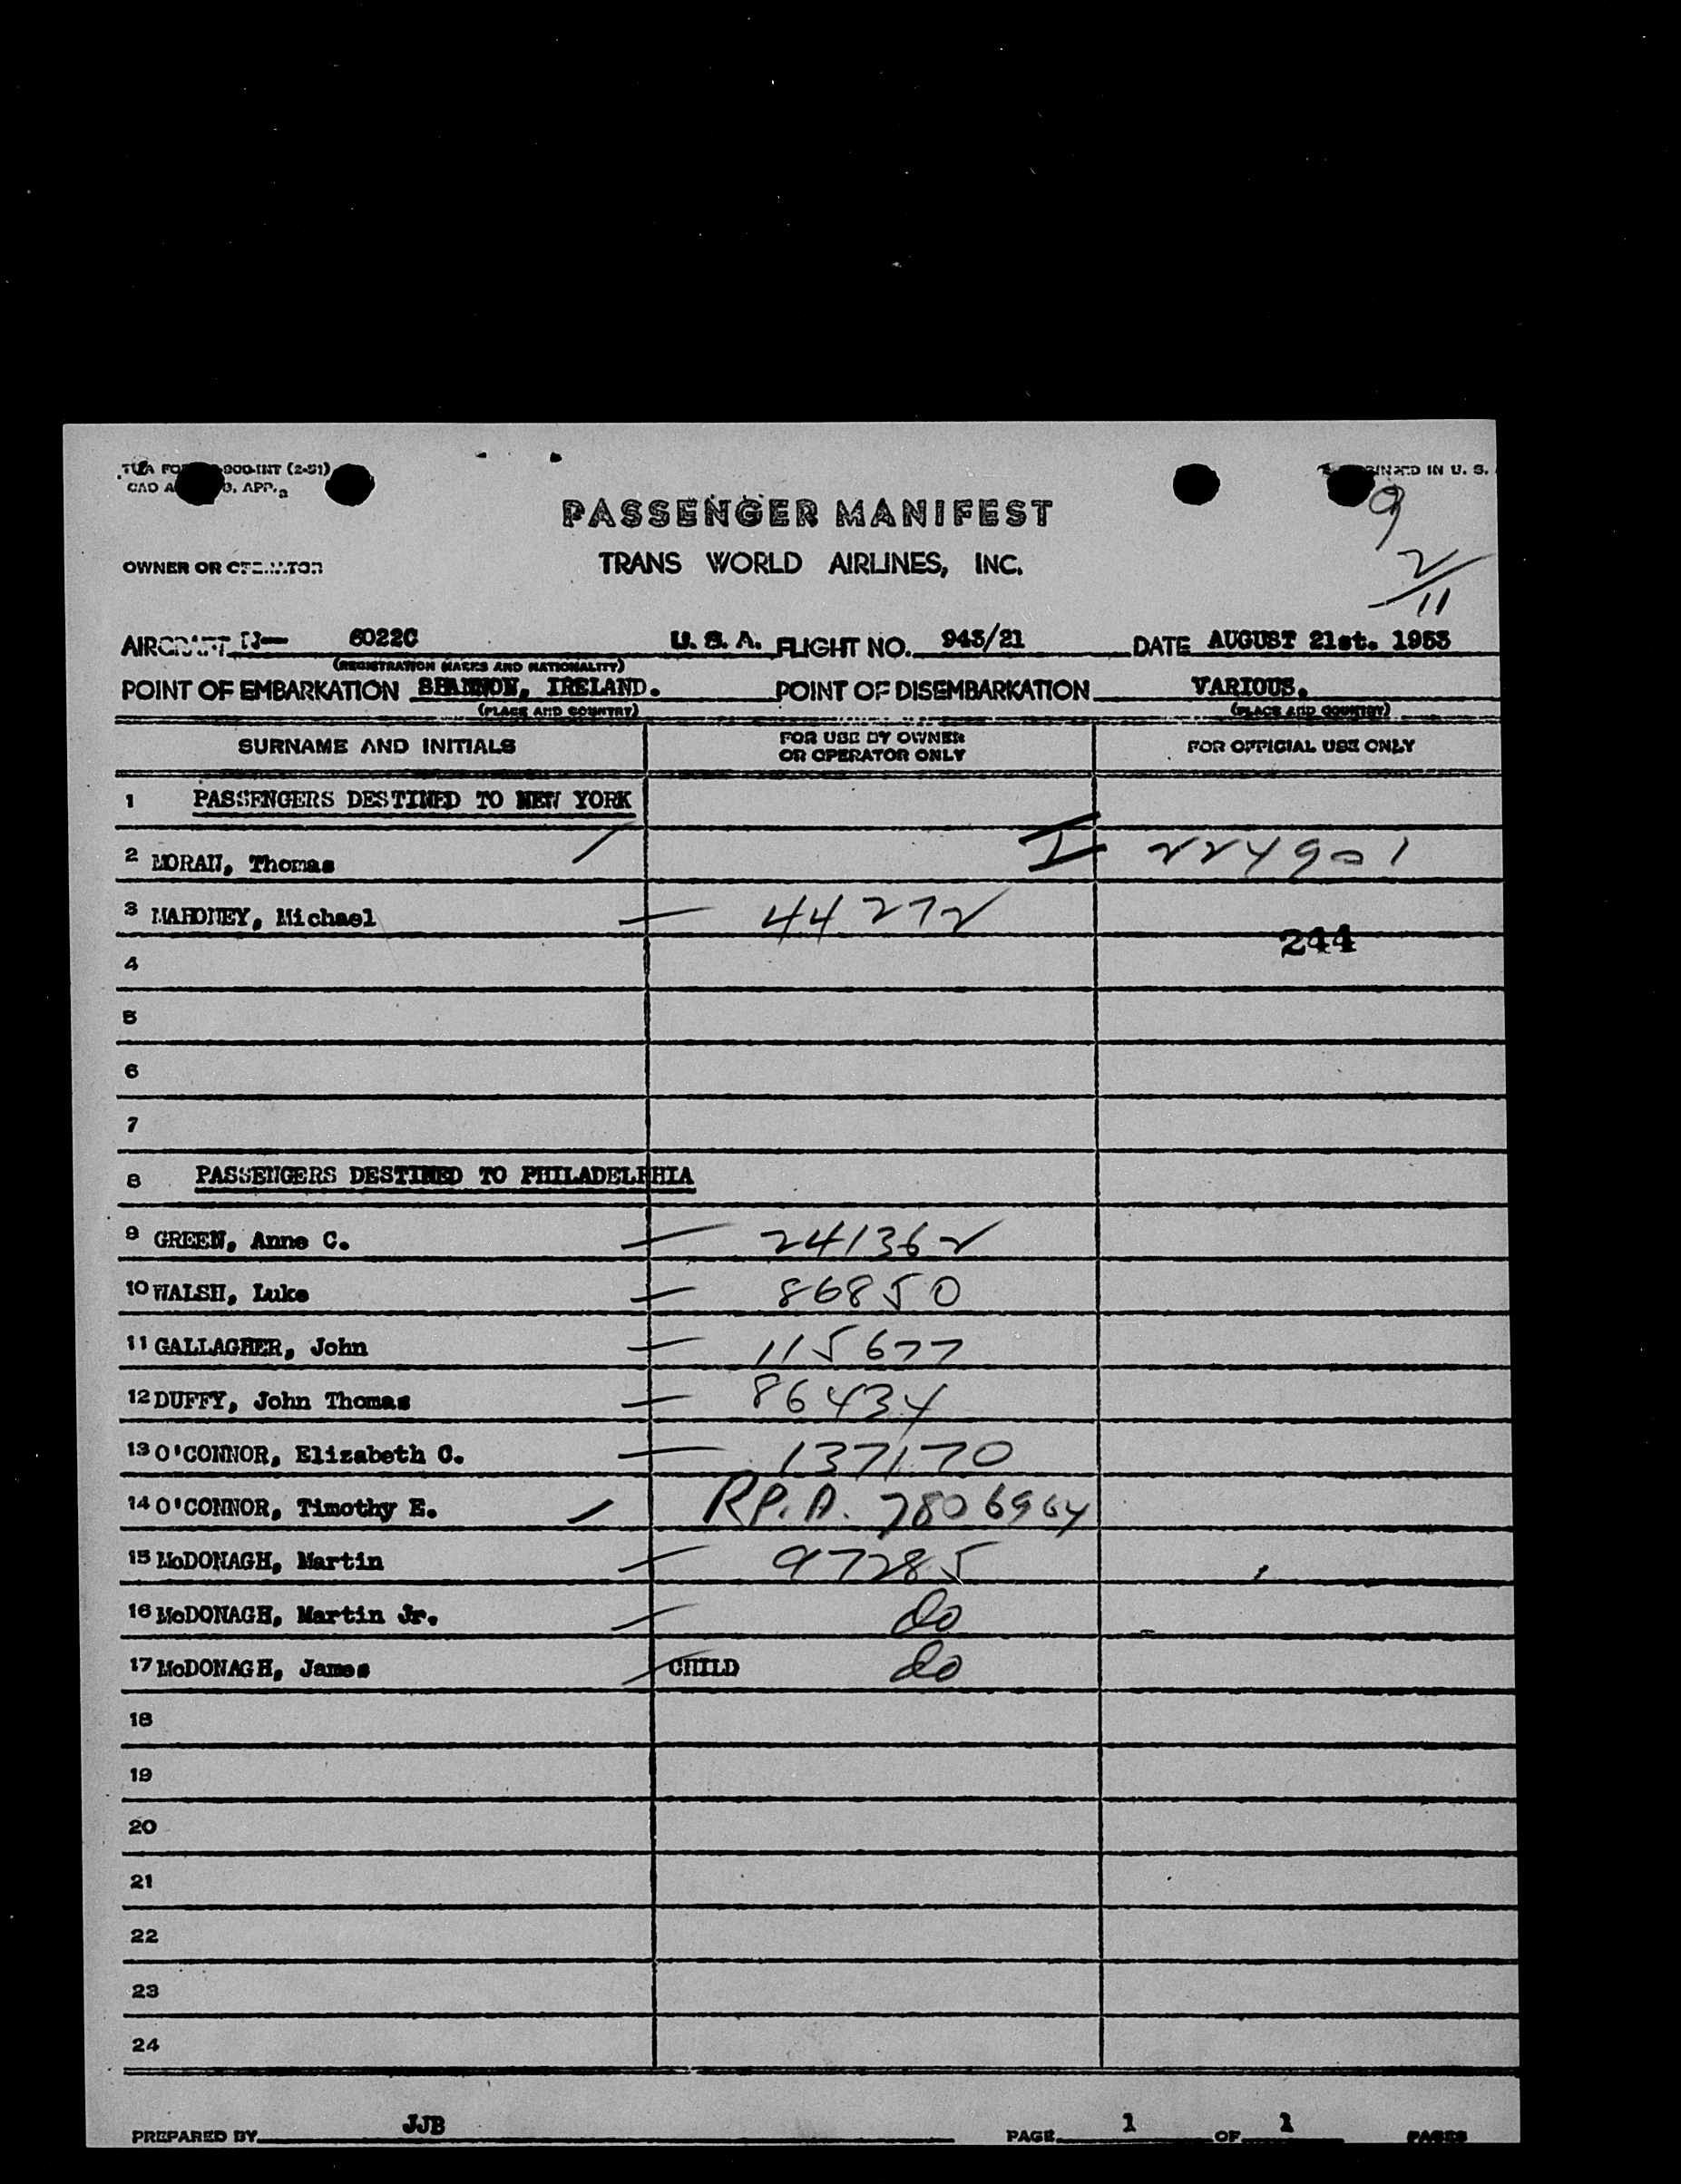 (2-51)
PRINTED IN U. S.
9
PASSENGER MANIFEST
2/11
OWNER OR OPERATOR TRANS WORLD AIRLINES, INC.
AIRCRAFT N— 6022C U. S. A. FLIGHT NO. 943/21 DATE AUGUST 21st. 1953
(REGISTRATION MARKS AND NATIONALITY)
POINT OF EMBARKATION SHANNON, IRELAND. POINT OF DISEMBARKATION VARIOUS.
(PLACE AND COUNTRY) (PLACE AND COUNTRY)
SURNAME AND INITIALS FOR USE BY OWNER OR OPERATOR ONLY FOR OFFICIAL USE ONLY
1 PASSENGERS DESTINED TO NEW YORK
2 MORAN, Thomas I 224901
3 MAHONEY, Michael 44272
244
4
5
6
7
8 PASSENGERS DESTINED TO PHILADELPHIA
9 GREEN, Anne C. 241362
10 WALSH, Luke 86850
11 GALLAGHER, John 115677
12 DUFFY, John Thomas 86434
13 O'CONNOR, Elizabeth C. 137170
14 O'CONNOR, Timothy E. R.P.A. 7806964
15 McDONAGH, Martin 97285
16 McDONAGH, Martin Jr. do
17 McDONAGH, James CHILD do
18
19
20
21
22
23
24
PREPARED BY JJB PAGE 1 OF 1 PAGES